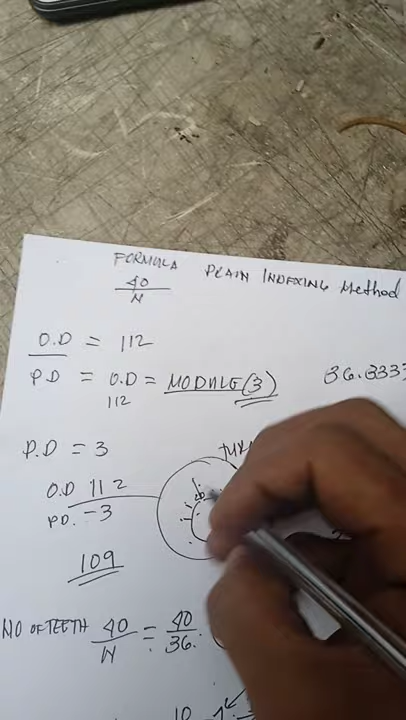 FORMULA PLAIN INDEXING Method
40
N
O.D = 112
P.D = O.D = MODULE (3)
112
36.333
P.D = 3
O.D 112
PD. -3
109
NO OF TEETH 40 = 40
N 36.